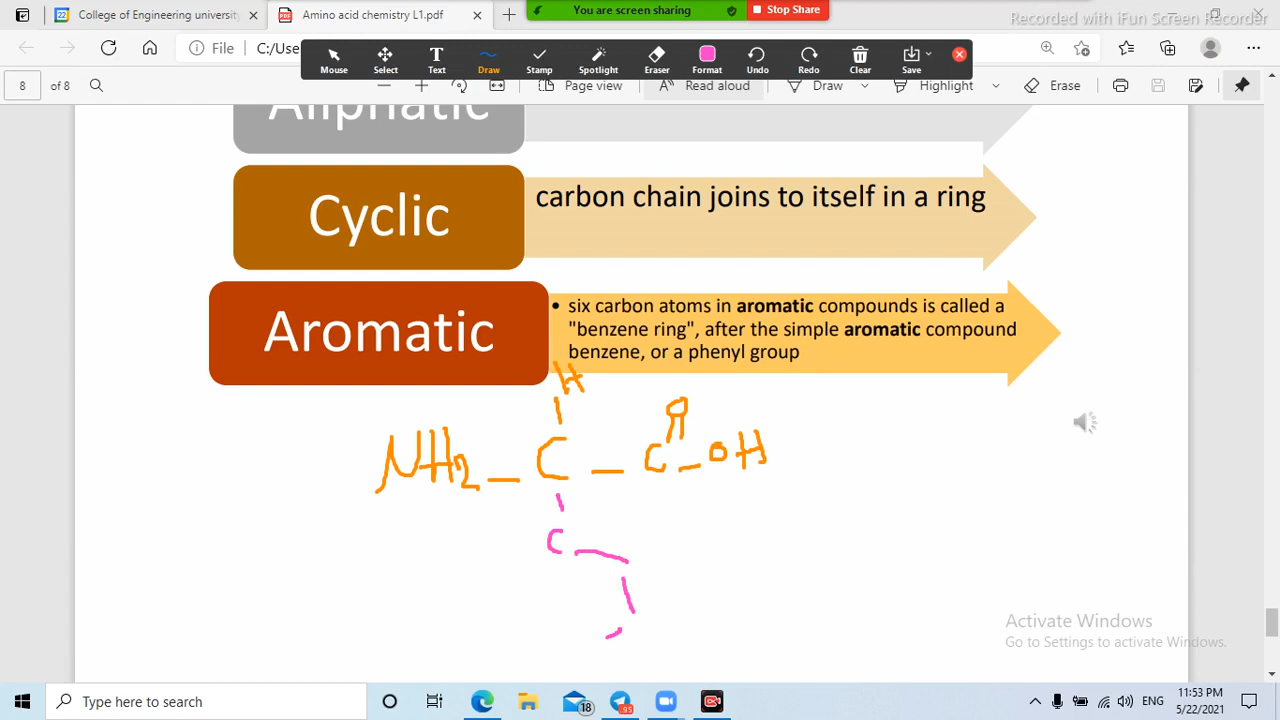 College of Engineering universi
Amino acid .Pdf L1.pdf
You are screen sharing
Stop Share
Recorded with iFun Screen Recorder
File
C:/Use
Mouse
Select
Text
Draw
Stamp
Spotlight
Eraser
Format
Undo
Redo
Clear
Save
8
of 8
Page view
Read aloud
Draw
Highlight
Erase
Aliphatic
Cyclic
carbon chain joins to itself in a ring
Aromatic
• six carbon atoms in aromatic compounds is called a
"benzene ring", after the simple aromatic compound
benzene, or a phenyl group
H
O
NH2 _ C _ C _ OH
C
Activate Windows
Go to Settings to activate Windows.
Type here to search
18
95
11:53 PM
5/22/2021